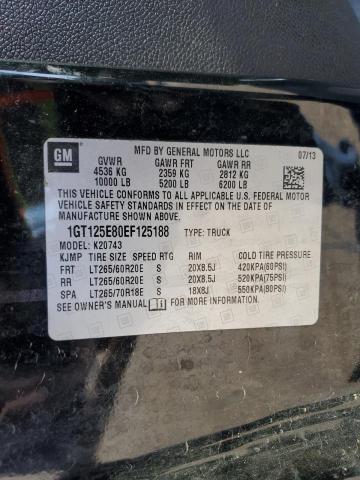 GM
MFD BY GENERAL MOTORS LLC 07/13
GVWR GAWR FRT GAWR RR
4536 KG 2359 KG 2812 KG
10000 LB 5200 LB 6200 LB
THIS VEHICLE CONFORMS TO ALL APPLICABLE U.S. FEDERAL MOTOR
VEHICLE SAFETY STANDARDS IN EFFECT ON THE DATE OF
MANUFACTURE SHOWN ABOVE.
1GT125E80EF125188 TYPE: TRUCK
MODEL: K20743
KJMP TIRE SIZE SPEED RTG RIM COLD TIRE PRESSURE
FRT LT265/60R20E S 20X8.5J 420KPA(60PSI)
RR LT265/60R20E S 20X8.5J 520KPA(75PSI)
SPA LT265/70R18E S 18X8J 550KPA(80PSI)
SEE OWNER'S MANUAL FOR ADDITIONAL INFORMATION